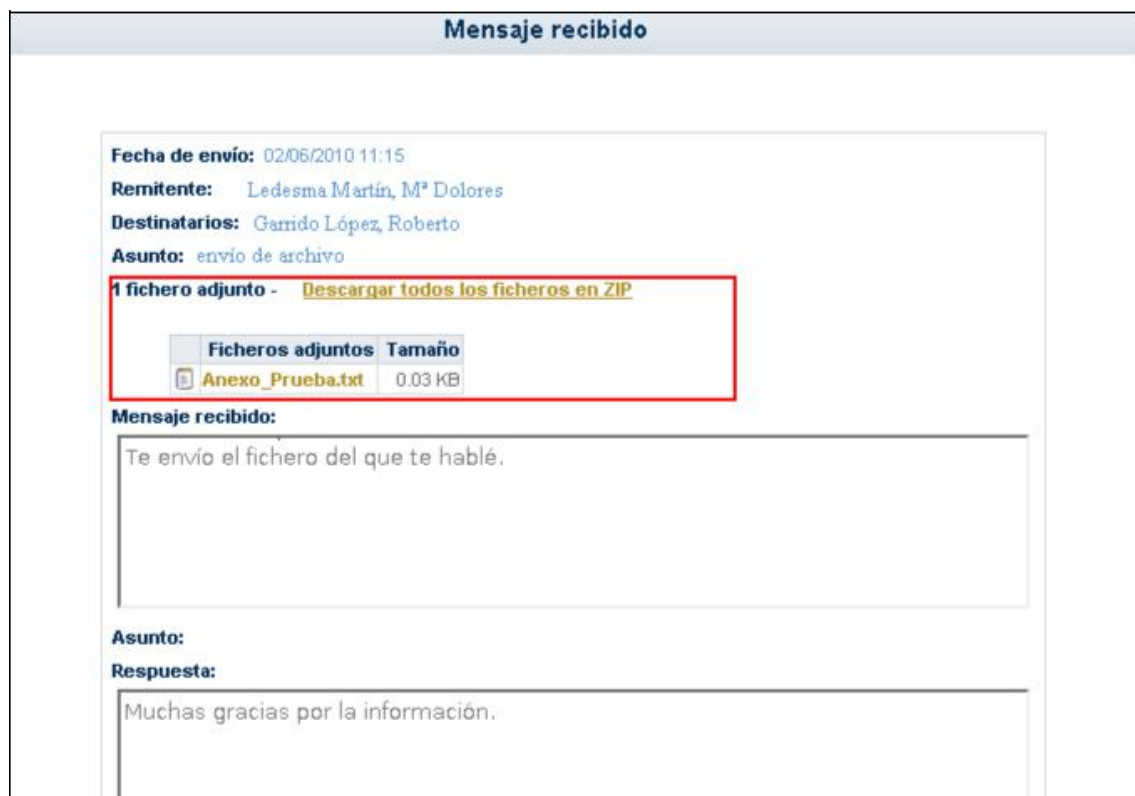 Mensaje recibido
Fecha de envío: 02/06/2010 11:15
Remitente: Ledesma Martín, Mª Dolores
Destinatarios: Garrido López, Roberto
Asunto: envío de archivo
1 fichero adjunto - Descargar todos los ficheros en ZIP
Ficheros adjuntos Tamaño
Anexo_Prueba.txt 0.03 KB
Mensaje recibido:
Te envío el fichero del que te hablé.
Asunto:
Respuesta:
Muchas gracias por la información.